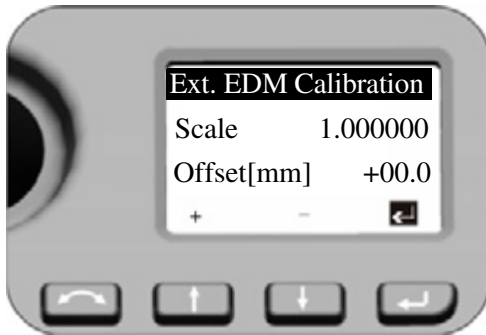 Ext. EDM Calibration
Scale 1.000000
Offset[mm] +00.0
+ -